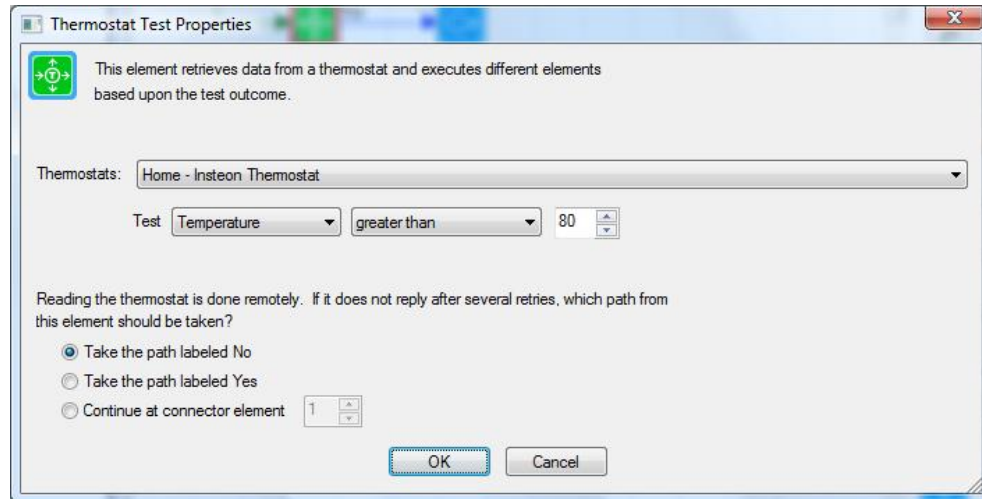 Thermostat Test Properties
This element retrieves data from a thermostat and executes different elements
based upon the test outcome.
Thermostats: Home - Insteon Thermostat
Test Temperature greater than 80
Reading the thermostat is done remotely. If it does not reply after several retries, which path from
this element should be taken?
Take the path labeled No
Take the path labeled Yes
Continue at connector element 1
OK Cancel